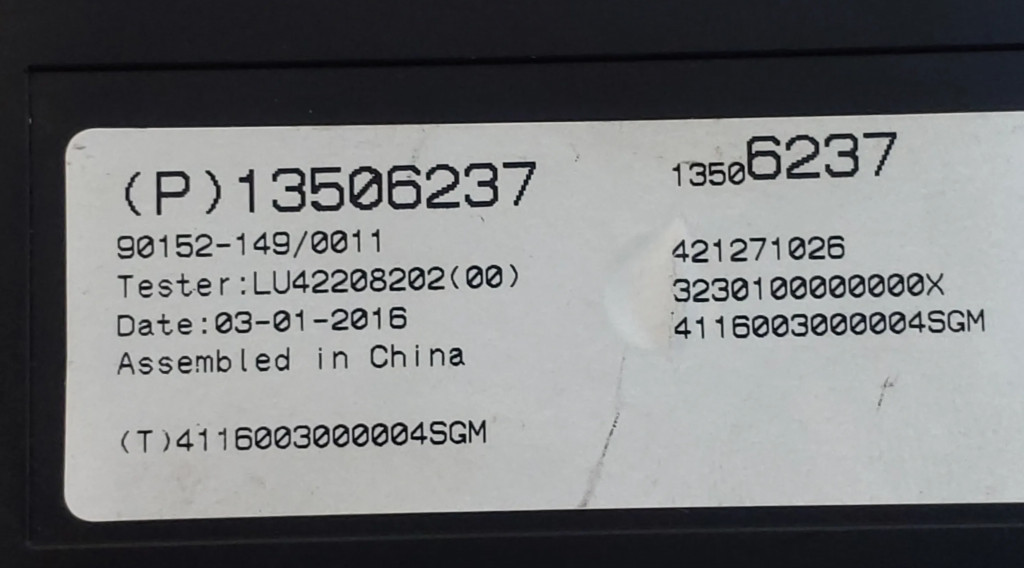 (P)13506237
90152-149/0011
Tester:LU42208202(00)
Date:03-01-2016
Assembled in China
(T)4116003000004SGM
13506237
421271026
3230100000000X
4116003000004SGM